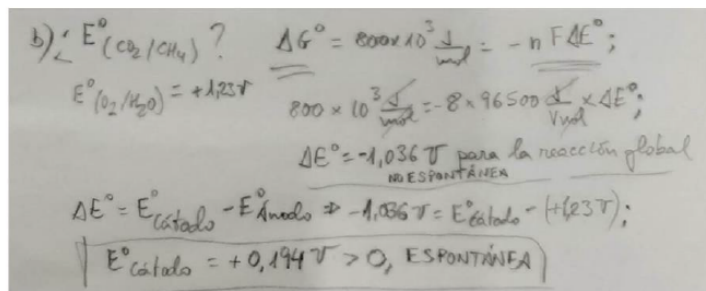 b) ¿ E°(CO2/CH4) ? ΔG° = 800x10³ J/mol = -n F ΔE° ;
E°(O2/H2O) = +1,23 V
800 x 10³ J/mol = -8 x 96500 J/V mol x ΔE° ;
ΔE° = -1,036 V para la reacción global
NO ESPONTÁNEA
ΔE° = E°Cátodo - E°Ánodo ⇒ -1,036 V = E°cátodo - (+1,23 V) ;
E°cátodo = +0,194 V > 0, ESPONTÁNEA